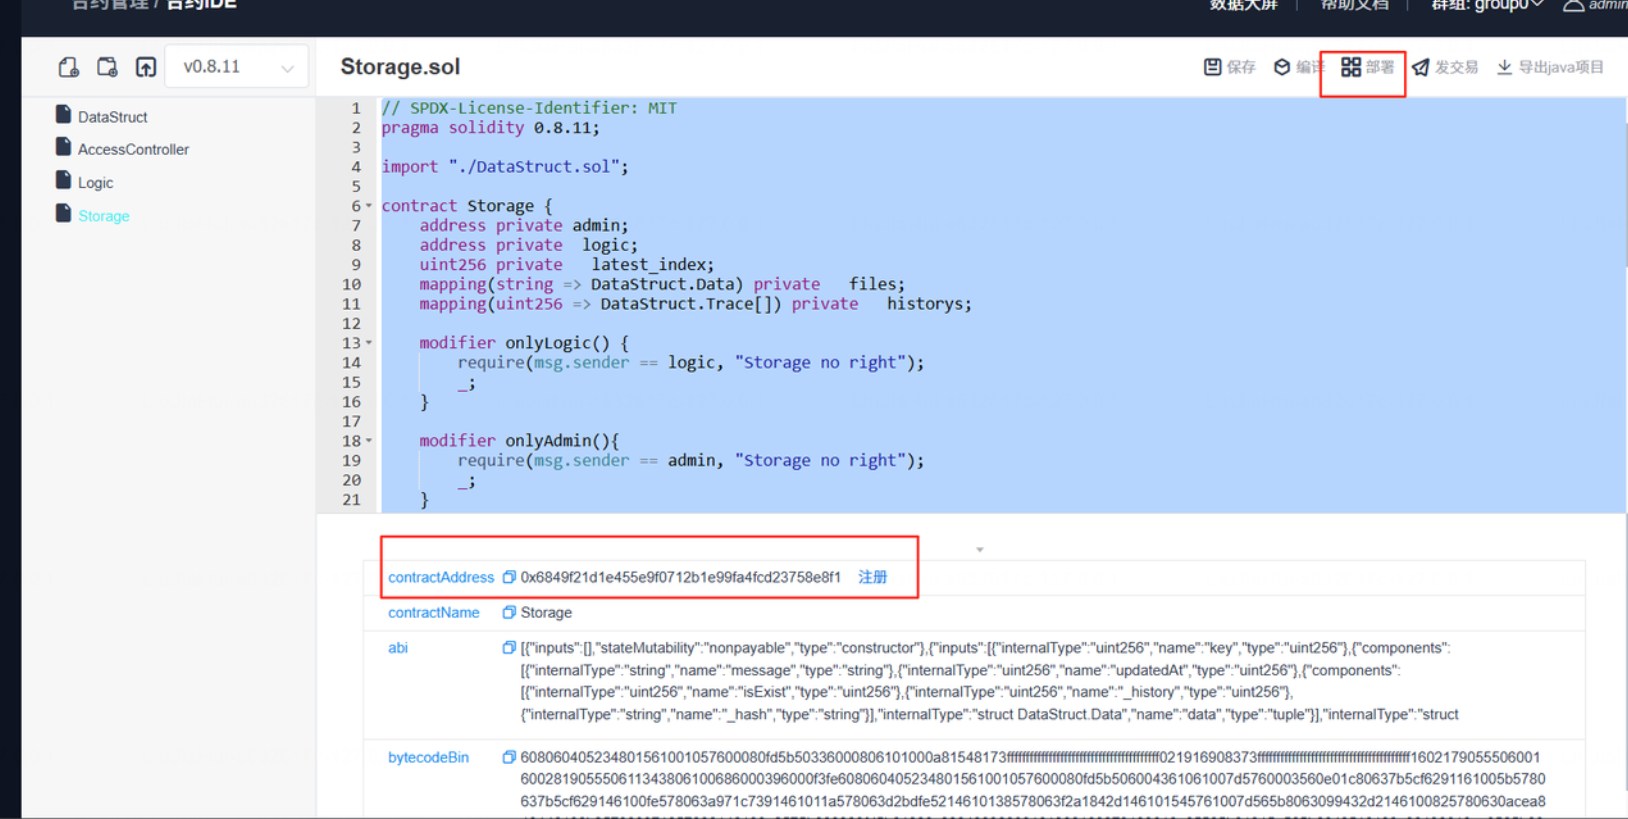 合约管理 / 合约IDE
数据大屏 | 帮助文档 | 群组: group0 admin
v0.8.11
Storage.sol
保存 编译 部署 发交易 导出java项目
DataStruct
AccessController
Logic
Storage
1 // SPDX-License-Identifier: MIT
2 pragma solidity 0.8.11;
3
4 import "./DataStruct.sol";
5
6 contract Storage {
7 address private admin;
8 address private logic;
9 uint256 private latest_index;
10 mapping(string => DataStruct.Data) private files;
11 mapping(uint256 => DataStruct.Trace[]) private historys;
12
13 modifier onlyLogic() {
14 require(msg.sender == logic, "Storage no right");
15 _;
16 }
17
18 modifier onlyAdmin(){
19 require(msg.sender == admin, "Storage no right");
20 _;
21 }
contractAddress 0x6849f21d1e455e9f0712b1e99fa4fcd23758e8f1 注册
contractName Storage
abi [{"inputs":[],"stateMutability":"nonpayable","type":"constructor"},{"inputs":[{"internalType":"uint256","name":"key","type":"uint256"},{"components":
[{"internalType":"string","name":"message","type":"string"},{"internalType":"uint256","name":"updatedAt","type":"uint256"},{"components":
[{"internalType":"uint256","name":"isExist","type":"uint256"},{"internalType":"uint256","name":"_history","type":"uint256"},
{"internalType":"string","name":"_hash","type":"string"}],"internalType":"struct DataStruct.Data","name":"data","type":"tuple"}],"internalType":"struct
bytecodeBin